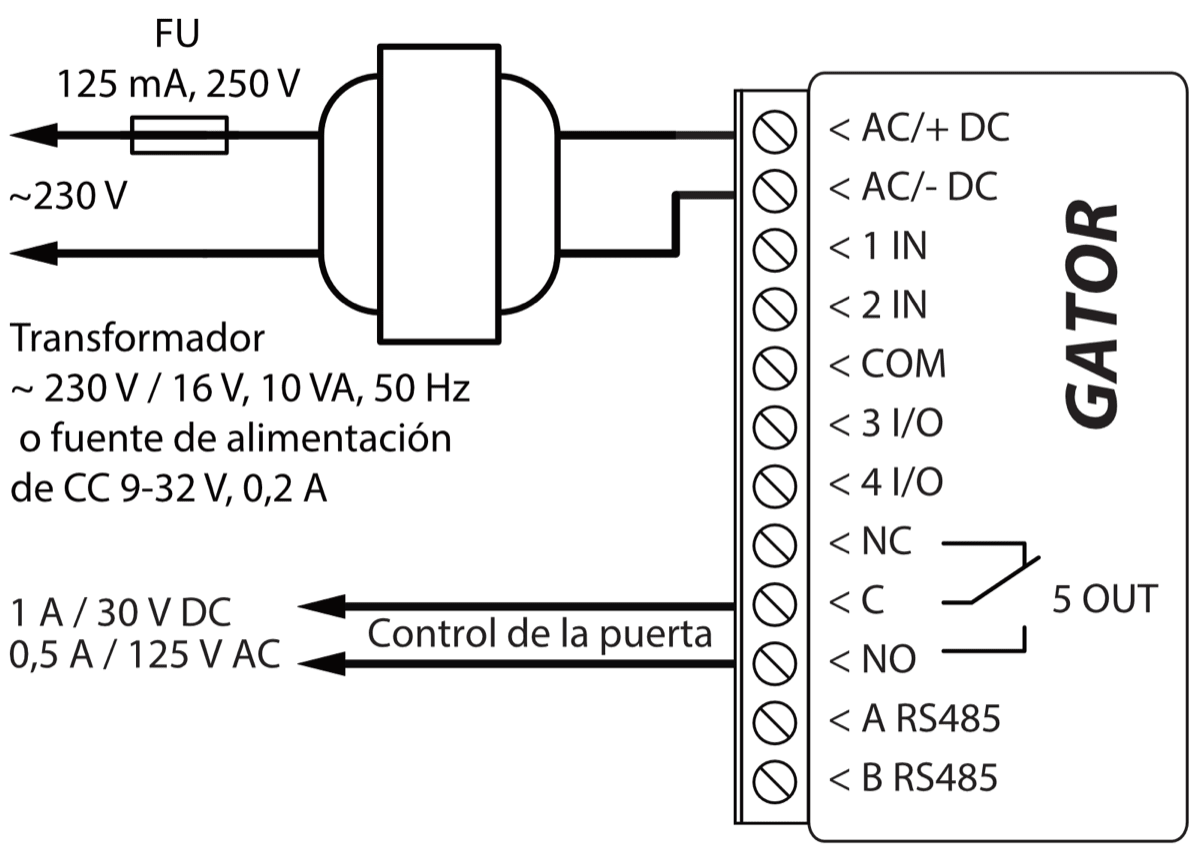 FU
125 mA, 250 V
~230 V
Transformador
~ 230 V / 16 V, 10 VA, 50 Hz
o fuente de alimentación
de CC 9-32 V, 0,2 A
1 A / 30 V DC
0,5 A / 125 V AC
Control de la puerta
< AC/+ DC
< AC/- DC
< 1 IN
< 2 IN
< COM
< 3 I/O
< 4 I/O
< NC
< C
< NO
< A RS485
< B RS485
5 OUT
GATOR